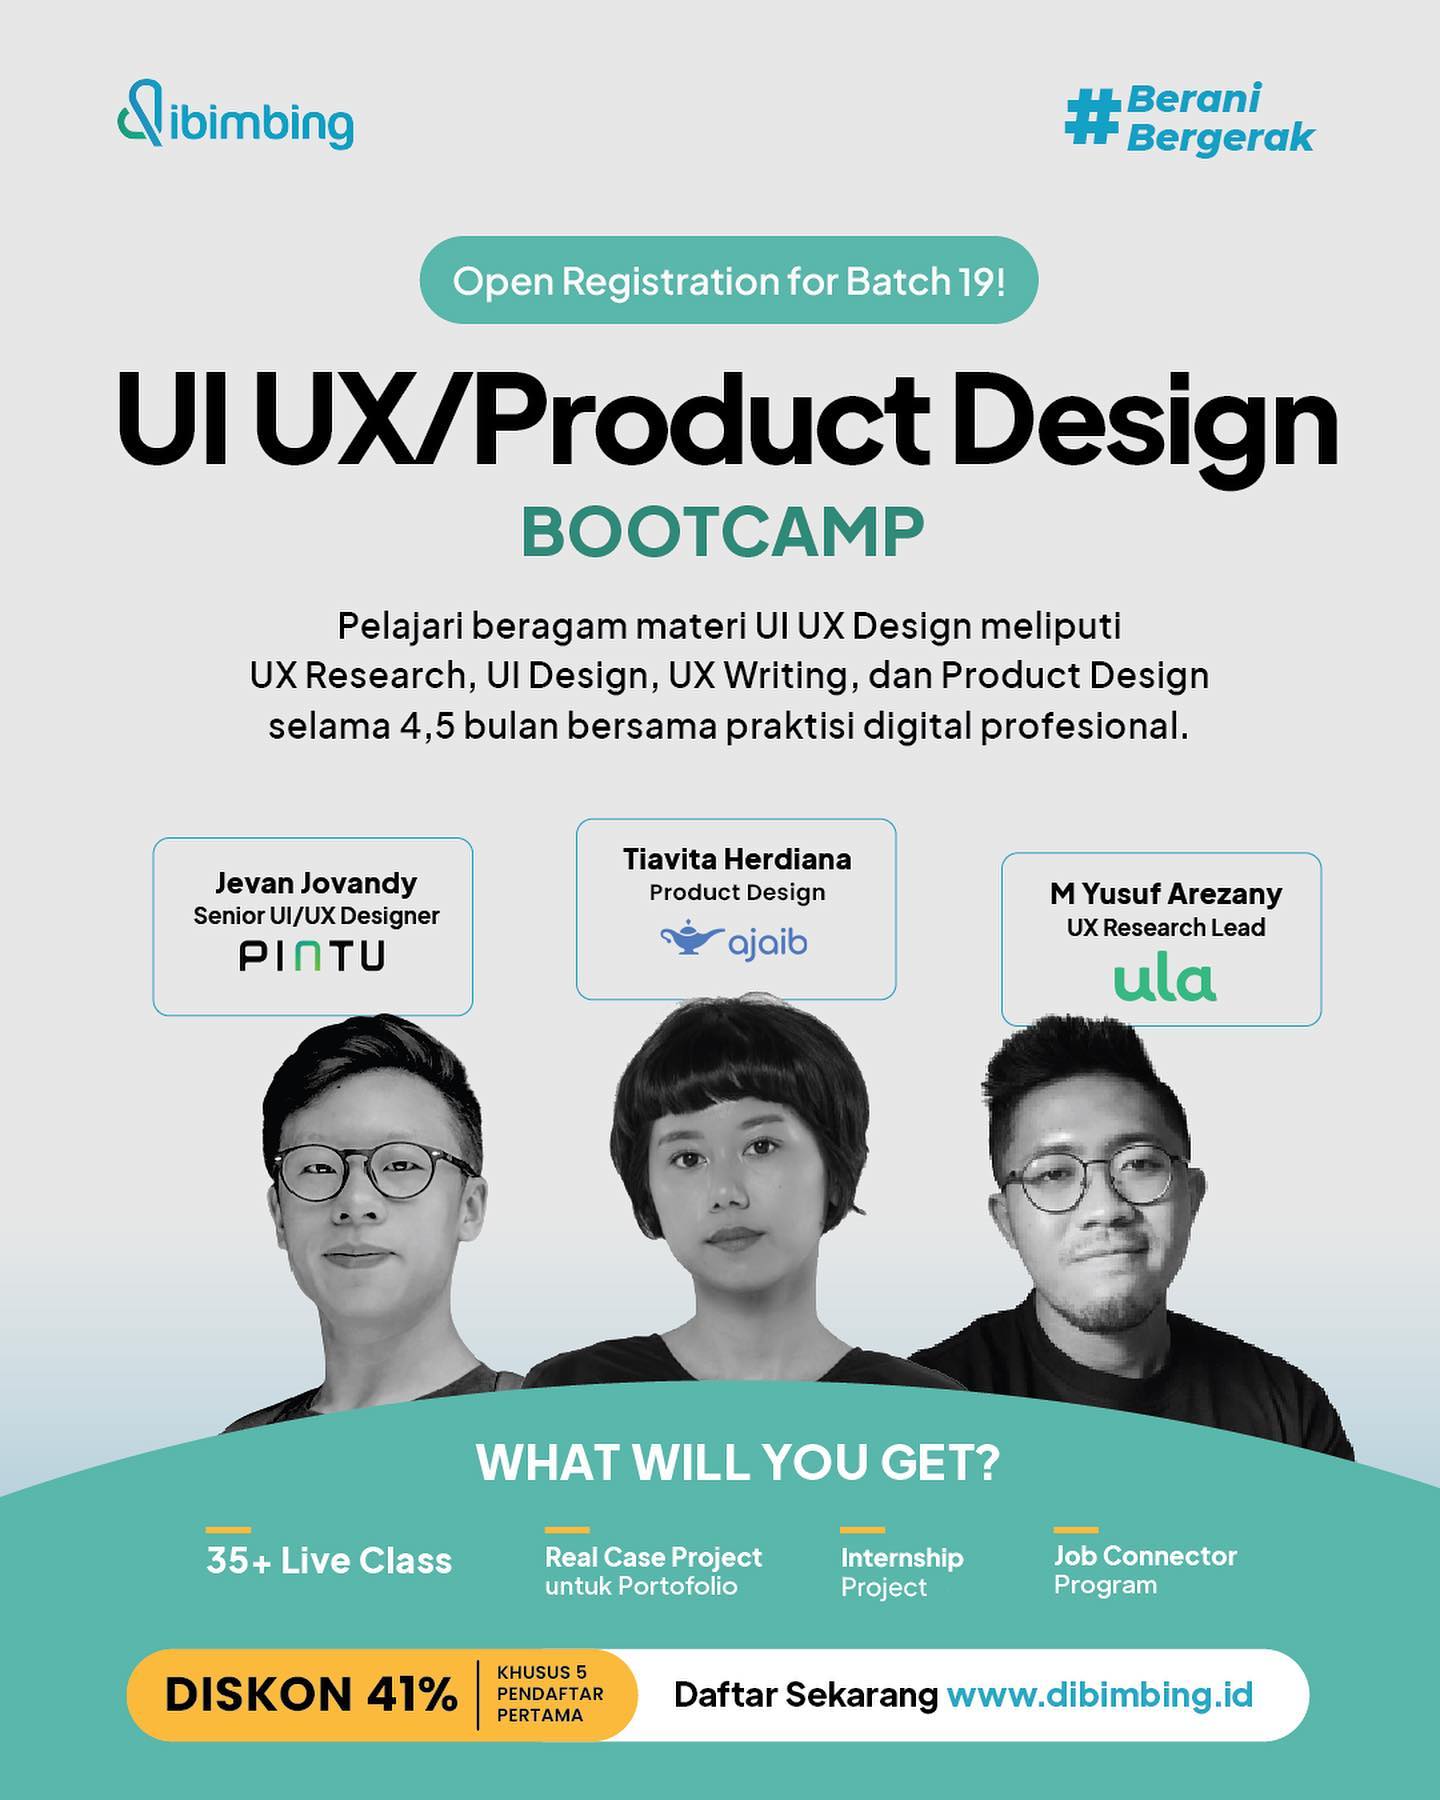 dibimbing
#Berani
Bergerak
Open Registration for Batch 19!
UI UX/Product Design
BOOTCAMP
Pelajari beragam materi UI UX Design meliputi
UX Research, UI Design, UX Writing, dan Product Design
selama 4,5 bulan bersama praktisi digital profesional.
Jevan Jovandy
Senior UI/UX Designer
PINTU
Tiavita Herdiana
Product Design
ajaib
M Yusuf Arezany
UX Research Lead
ula
WHAT WILL YOU GET?
35+ Live Class
Real Case Project
untuk Portofolio
Internship
Project
Job Connector
Program
DISKON 41%
KHUSUS 5
PENDAFTAR
PERTAMA
Daftar Sekarang www.dibimbing.id